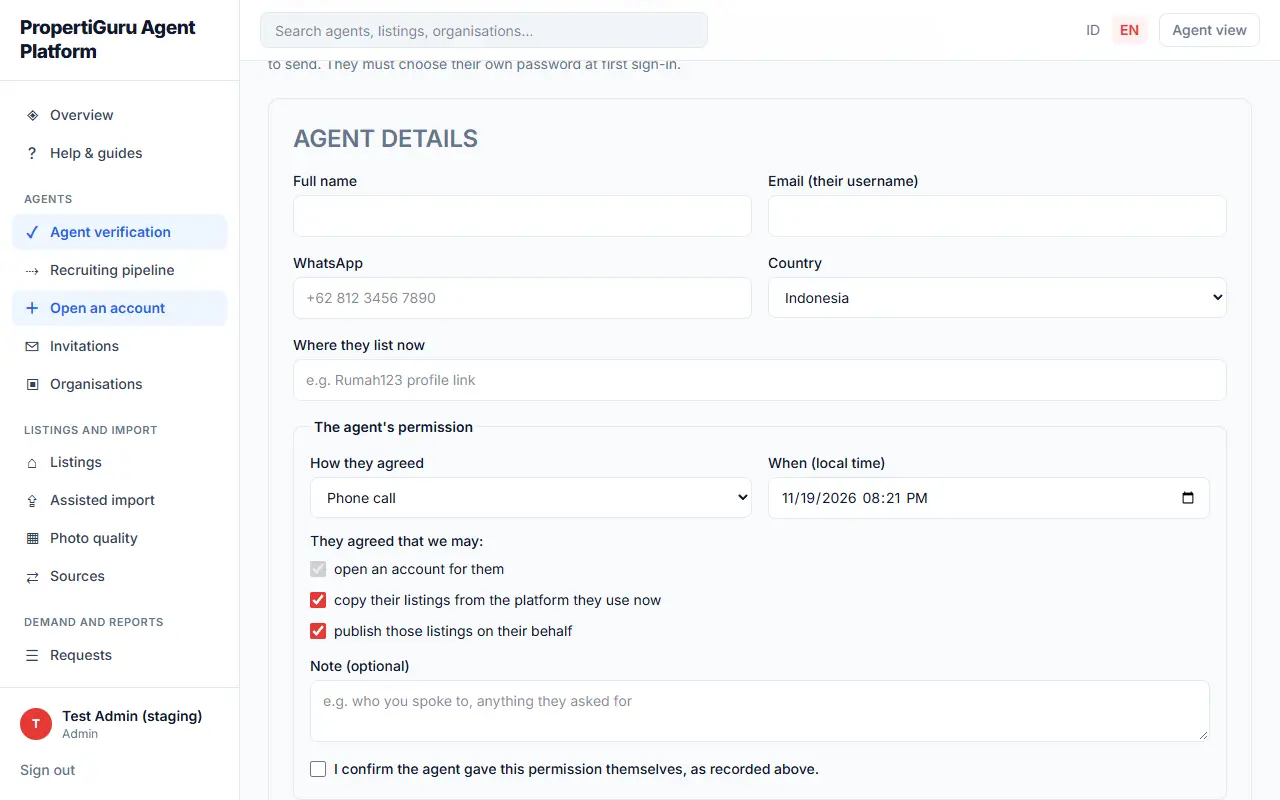 PropertiGuru Agent
Platform
Search agents, listings, organisations...
ID
EN
Agent view
Overview
Help & guides
AGENTS
Agent verification
Recruiting pipeline
Open an account
Invitations
Organisations
LISTINGS AND IMPORT
Listings
Assisted import
Photo quality
Sources
DEMAND AND REPORTS
Requests
T
Test Admin (staging)
Admin
Sign out
to send. They must choose their own password at first sign-in.
AGENT DETAILS
Full name
Email (their username)
WhatsApp
+62 812 3456 7890
Country
Indonesia
Where they list now
e.g. Rumah123 profile link
The agent's permission
How they agreed
Phone call
When (local time)
11/19/2026 08:21 PM
They agreed that we may:
open an account for them
copy their listings from the platform they use now
publish those listings on their behalf
Note (optional)
e.g. who you spoke to, anything they asked for
I confirm the agent gave this permission themselves, as recorded above.